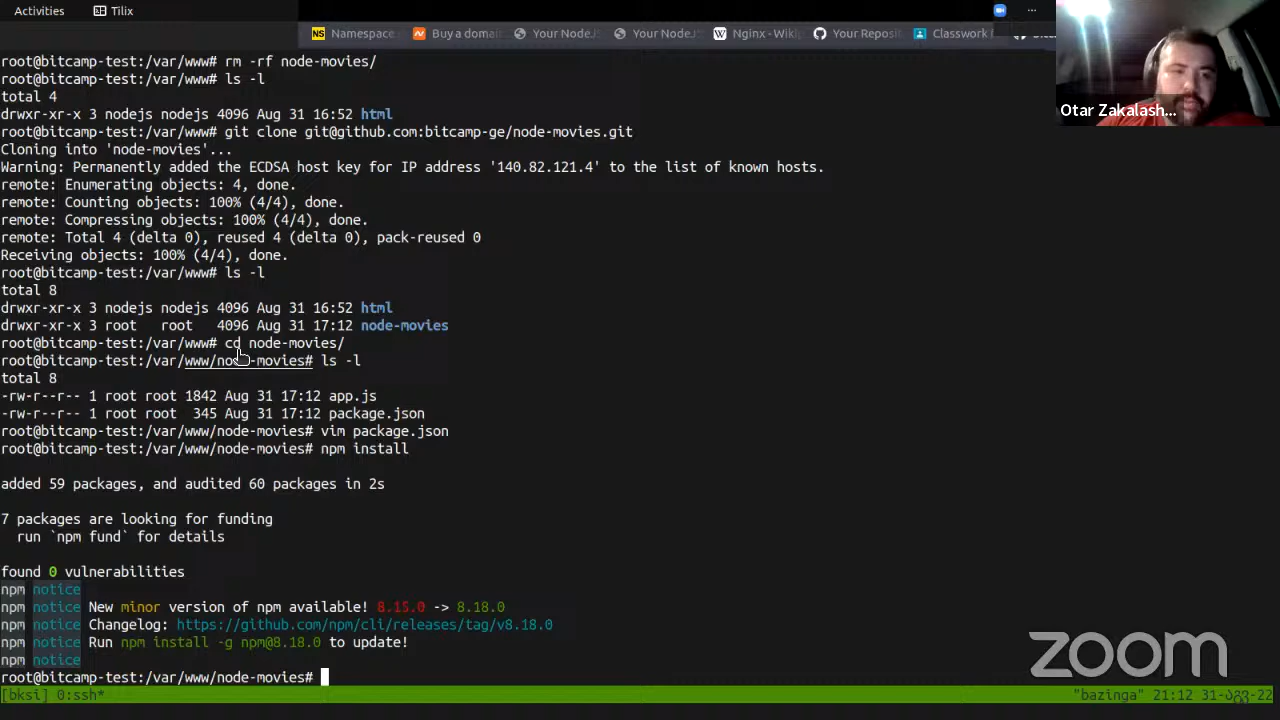 Activities
Tilix
...
Namespace
Buy a domai
Your Node.J
Your Node.J
Nginx - Wiki
Your Reposit
Classwork
Otar Zakalash...
root@bitcamp-test:/var/www# rm -rf node-movies/
root@bitcamp-test:/var/www# ls -l
total 4
drwxr-xr-x 3 nodejs nodejs 4096 Aug 31 16:52 html
root@bitcamp-test:/var/www# git clone git@github.com:bitcamp-ge/node-movies.git
Cloning into 'node-movies'...
Warning: Permanently added the ECDSA host key for IP address '140.82.121.4' to the list of known hosts.
remote: Enumerating objects: 4, done.
remote: Counting objects: 100% (4/4), done.
remote: Compressing objects: 100% (4/4), done.
remote: Total 4 (delta 0), reused 4 (delta 0), pack-reused 0
Receiving objects: 100% (4/4), done.
root@bitcamp-test:/var/www# ls -l
total 8
drwxr-xr-x 3 nodejs nodejs 4096 Aug 31 16:52 html
drwxr-xr-x 3 root   root   4096 Aug 31 17:12 node-movies
root@bitcamp-test:/var/www# cd node-movies/
root@bitcamp-test:/var/www/node-movies# ls -l
total 8
-rw-r--r-- 1 root root 1842 Aug 31 17:12 app.js
-rw-r--r-- 1 root root  345 Aug 31 17:12 package.json
root@bitcamp-test:/var/www/node-movies# vim package.json
root@bitcamp-test:/var/www/node-movies# npm install
added 59 packages, and audited 60 packages in 2s
7 packages are looking for funding
run `npm fund` for details
found 0 vulnerabilities
npm notice
npm notice New minor version of npm available! 8.15.0 -> 8.18.0
npm notice Changelog: https://github.com/npm/cli/releases/tag/v8.18.0
npm notice Run npm install -g npm@8.18.0 to update!
npm notice
root@bitcamp-test:/var/www/node-movies#
zoom
[bksi] 0:ssh*
"bazinga" 21:12 31-აგვ-22